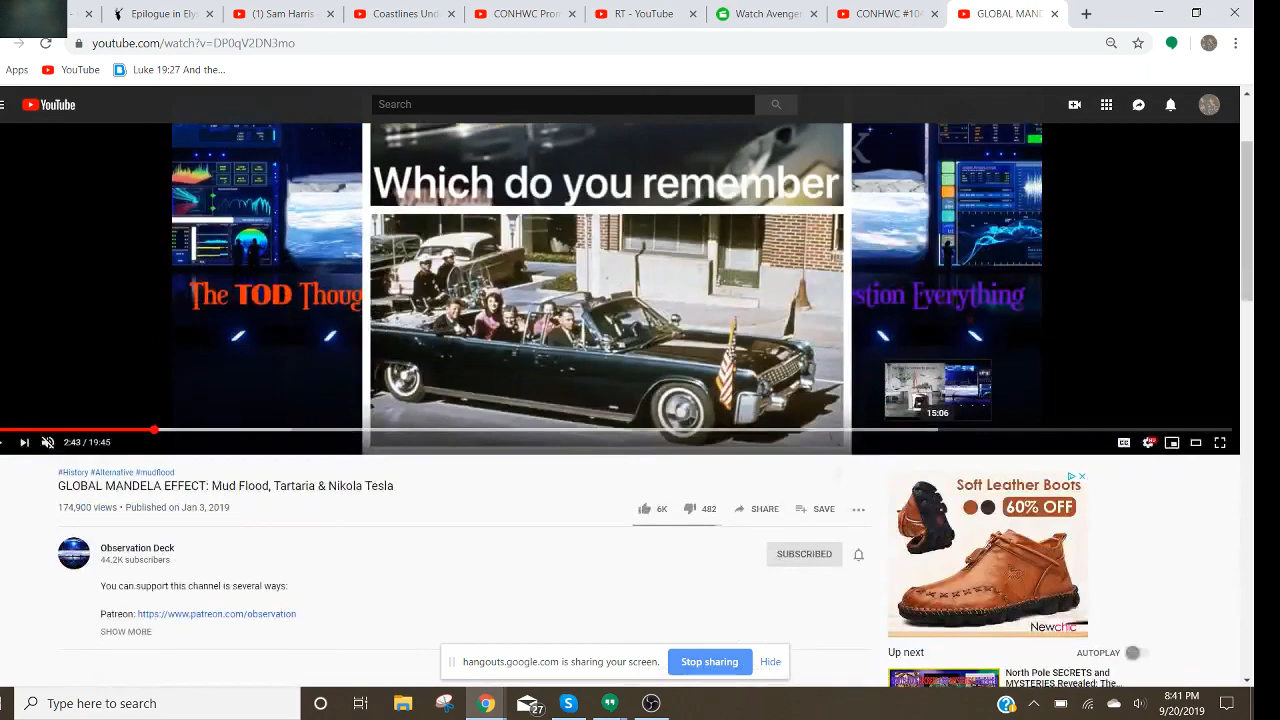 Epilogue in Ely
(1) Sam Harris -
Coastlines Und
CONHWC Pron
RT - YouTube
Watch Avenge
CONHWC #104
GLOBAL MAND
youtube.com/watch?v=DP0qV2DN3mo
Apps
YouTube
Luke 19:27 And the...
YouTube
Search
Which do you remember
The TOD Thoug
stion Everything
15:06
2:43 / 19:45
CC
#History #Alternative #mudflood
GLOBAL MANDELA EFFECT: Mud Flood, Tartaria & Nikola Tesla
174,900 views • Published on Jan 3, 2019
6K
482
SHARE
SAVE
Observation Deck
44.2K subscribers
SUBSCRIBED
You can support this channel is several ways:
Patreon: https://www.patreon.com/observation
SHOW MORE
Soft Leather Boots
60% OFF
Newchic
Up next
AUTOPLAY
North Pole SECRETS and
MYSTERIES Revealed: The...
hangouts.google.com is sharing your screen.
Stop sharing
Hide
Type here to search
27
8:41 PM
9/20/2019